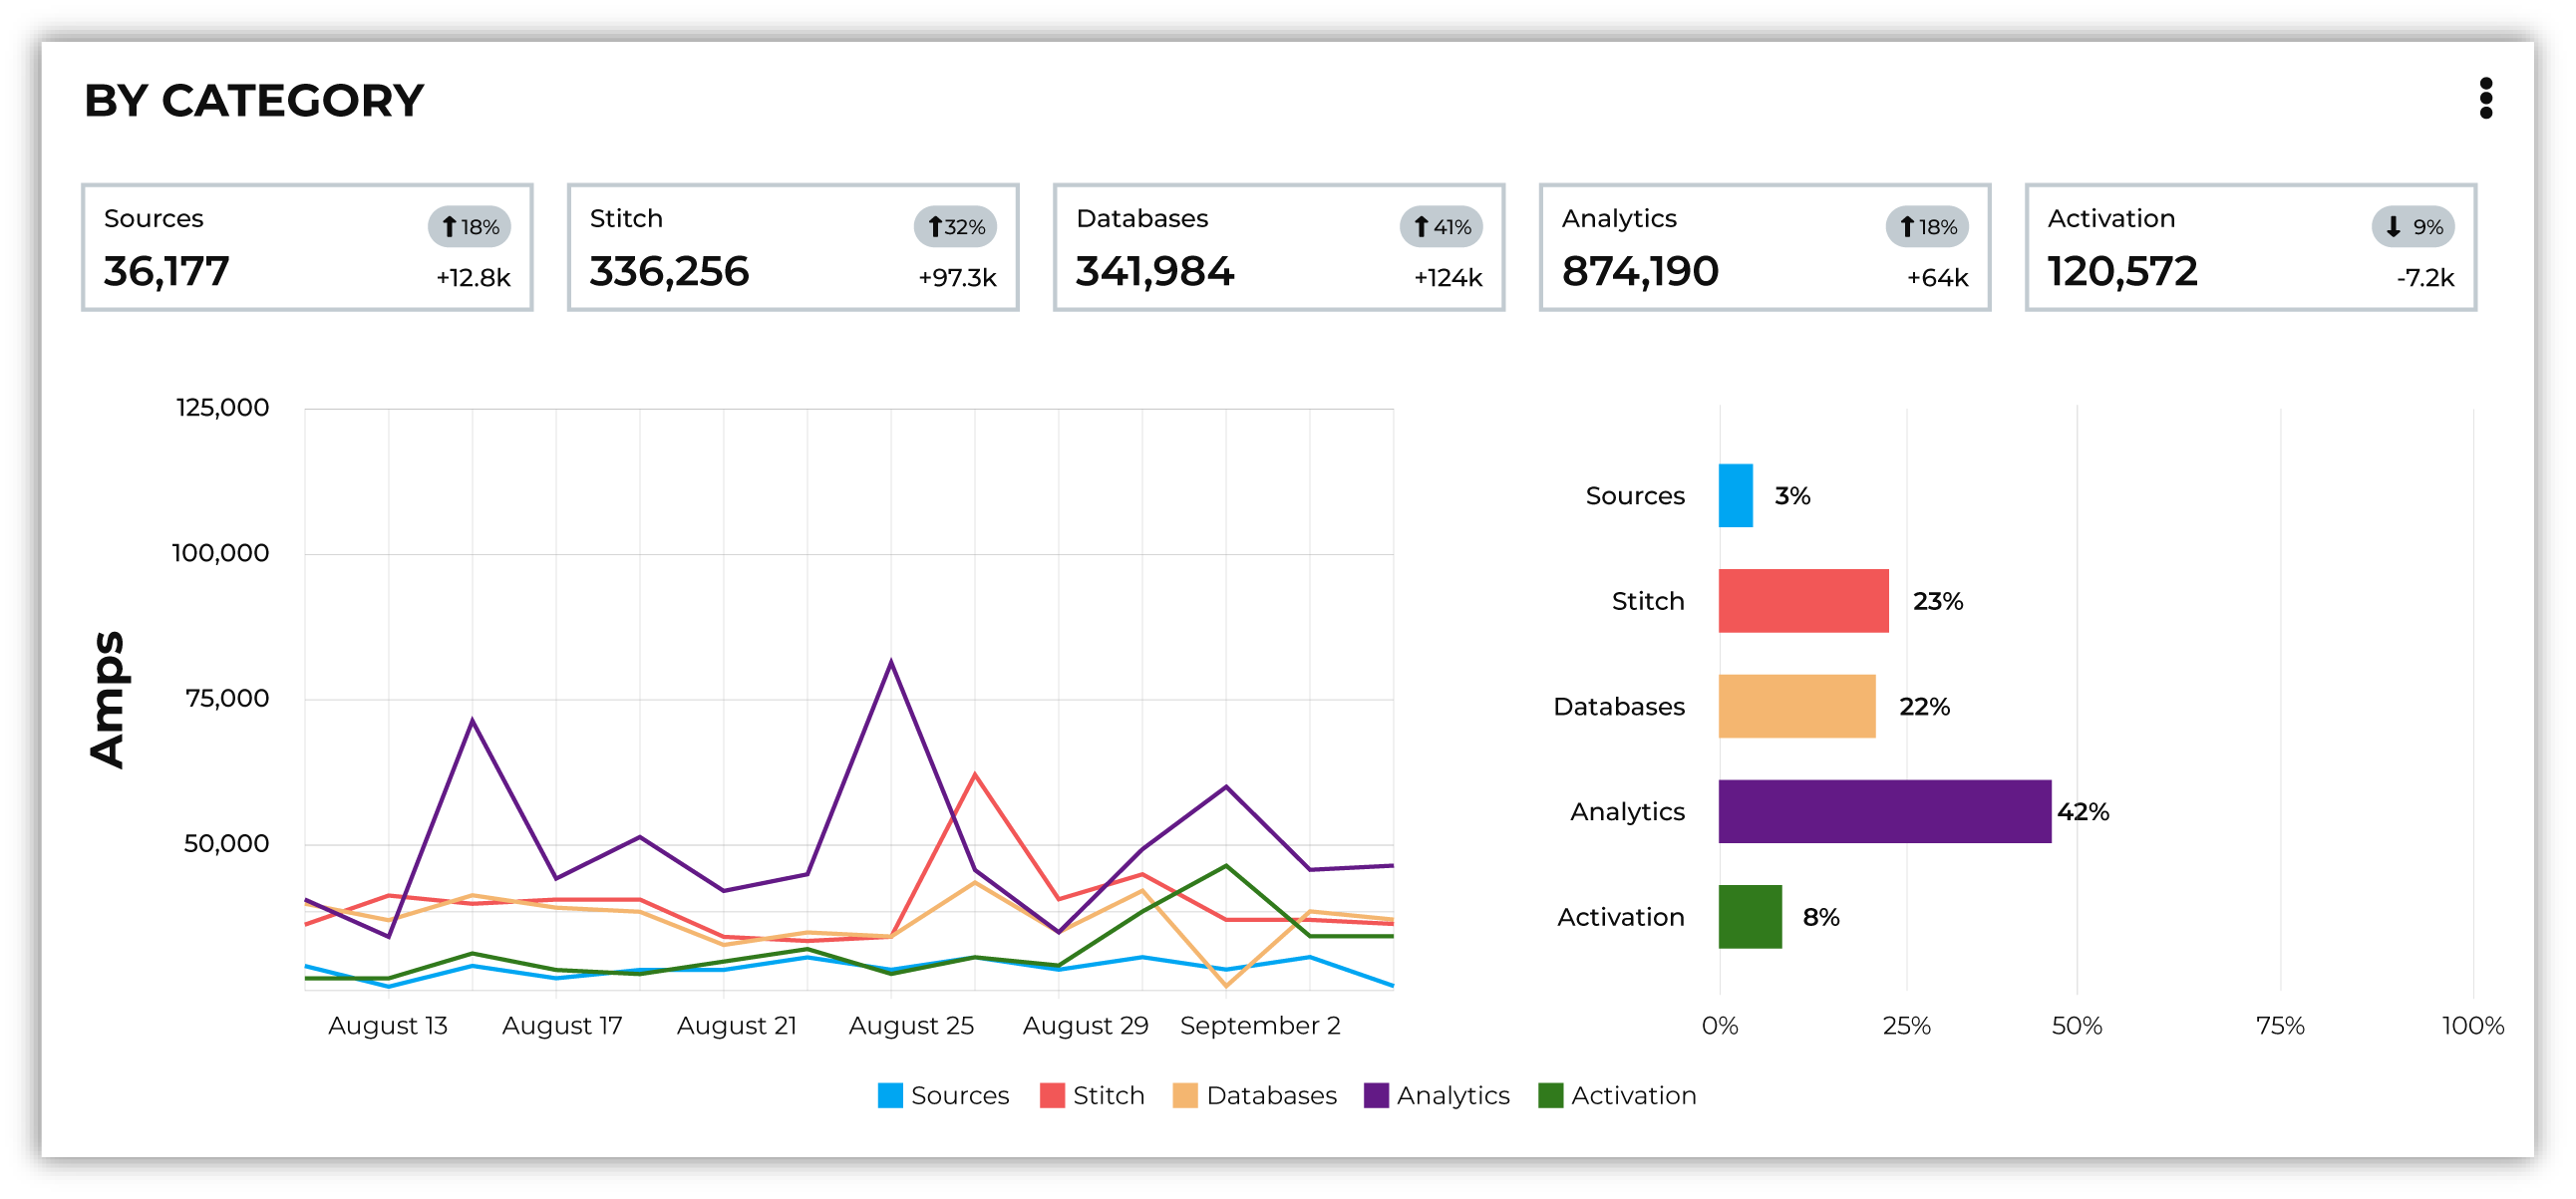 BY CATEGORY
Sources ↑ 18%
36,177 +12.8k
Stitch ↑ 32%
336,256 +97.3k
Databases ↑ 41%
341,984 +124k
Analytics ↑ 18%
874,190 +64k
Activation ↓ 9%
120,572 -7.2k
Amps
125,000
100,000
75,000
50,000
August 13 August 17 August 21 August 25 August 29 September 2
Sources 3%
Stitch 23%
Databases 22%
Analytics 42%
Activation 8%
0% 25% 50% 75% 100%
Sources Stitch Databases Analytics Activation